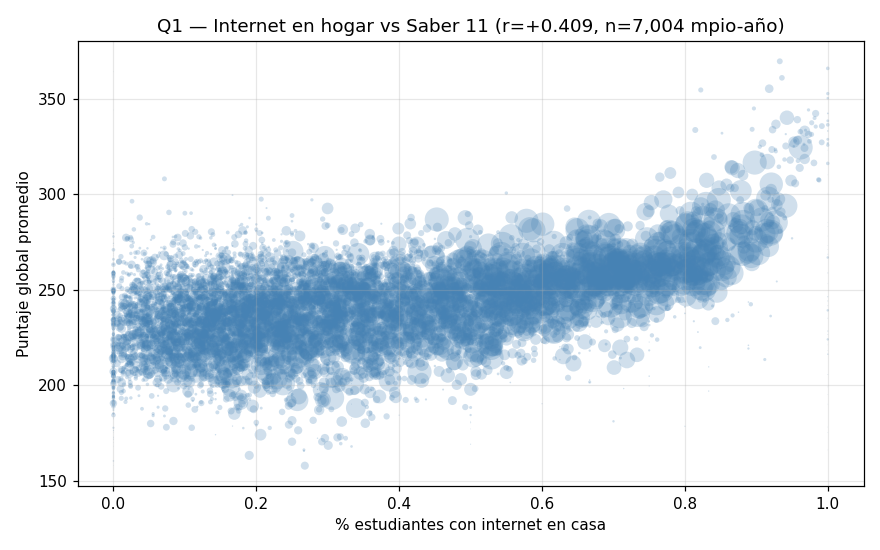 Q1 — Internet en hogar vs Saber 11 (r=+0.409, n=7,004 mpio-año)
Puntaje global promedio
350
300
250
200
150
0.0 0.2 0.4 0.6 0.8 1.0
% estudiantes con internet en casa